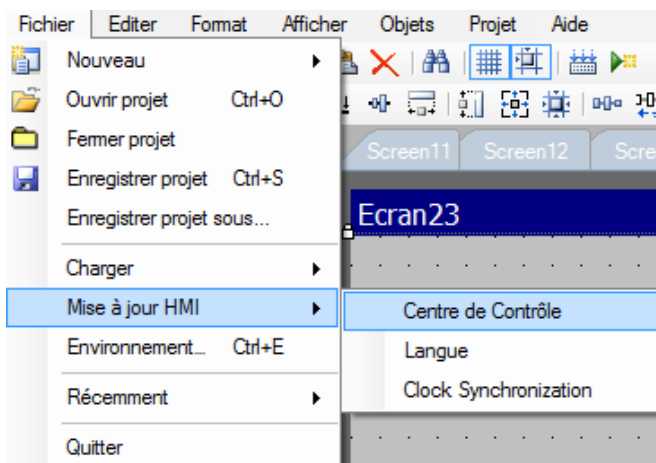 Fichier Editer Format Afficher Objets Projet Aide
Nouveau
Ouvrir projet Ctrl+O
Fermer projet
Screen11 Screen12 Scre
Enregistrer projet Ctrl+S
Enregistrer projet sous...
Ecran23
Charger
Mise à jour HMI
Centre de Contrôle
Environnement... Ctrl+E
Langue
Récemment
Clock Synchronization
Quitter